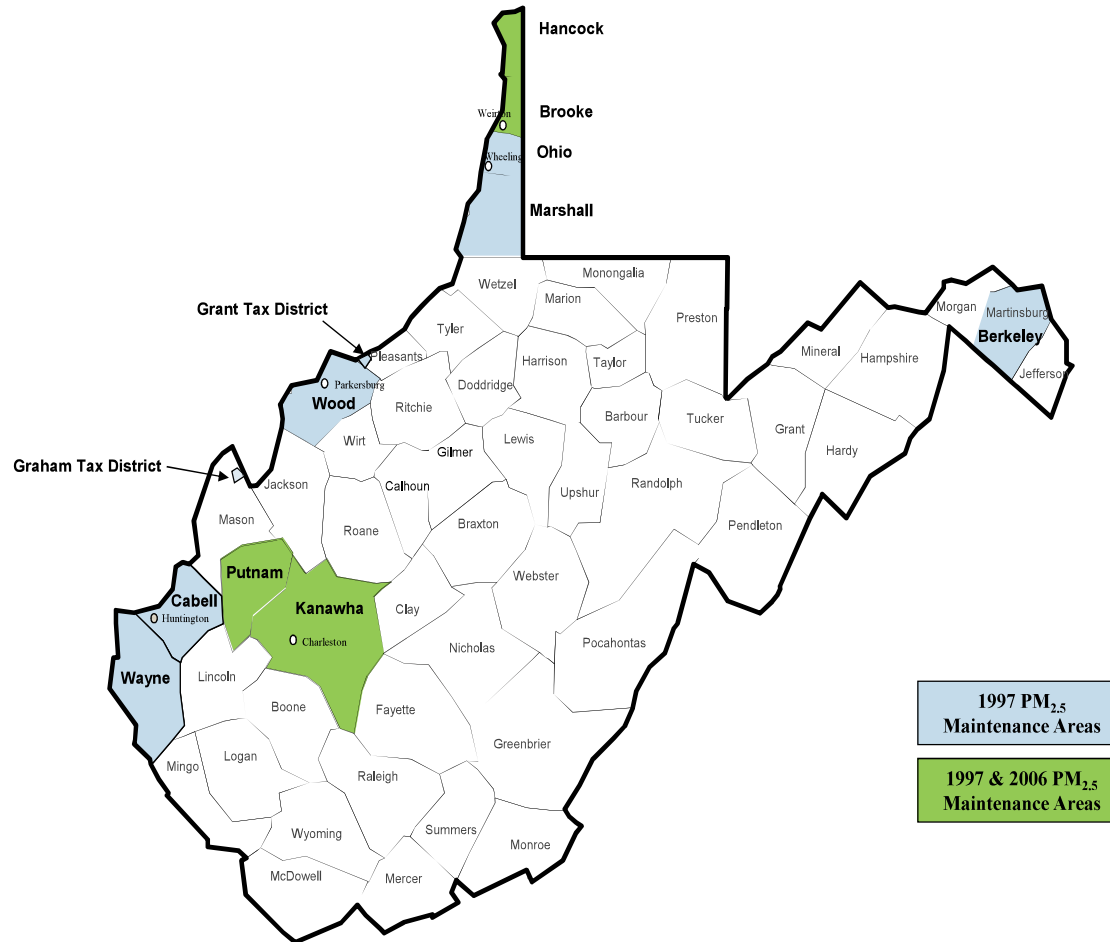 Hancock
Brooke
Weirton
Ohio
Wheeling
Marshall
Wetzel
Monongalia
Marion
Preston
Morgan
Martinsburg
Berkeley
Jefferson
Grant Tax District
Tyler
Pleasants
Harrison
Taylor
Mineral
Hampshire
Parkersburg
Wood
Doddridge
Ritchie
Barbour
Tucker
Grant
Hardy
Wirt
Gilmer
Lewis
Graham Tax District
Jackson
Calhoun
Upshur
Randolph
Mason
Roane
Braxton
Pendleton
Putnam
Webster
Cabell
Huntington
Kanawha
Charleston
Clay
Nicholas
Pocahontas
Wayne
Lincoln
Boone
Fayette
Greenbrier
Mingo
Logan
Raleigh
Wyoming
Summers
Monroe
McDowell
Mercer
1997 PM2.5
Maintenance Areas
1997 & 2006 PM2.5
Maintenance Areas